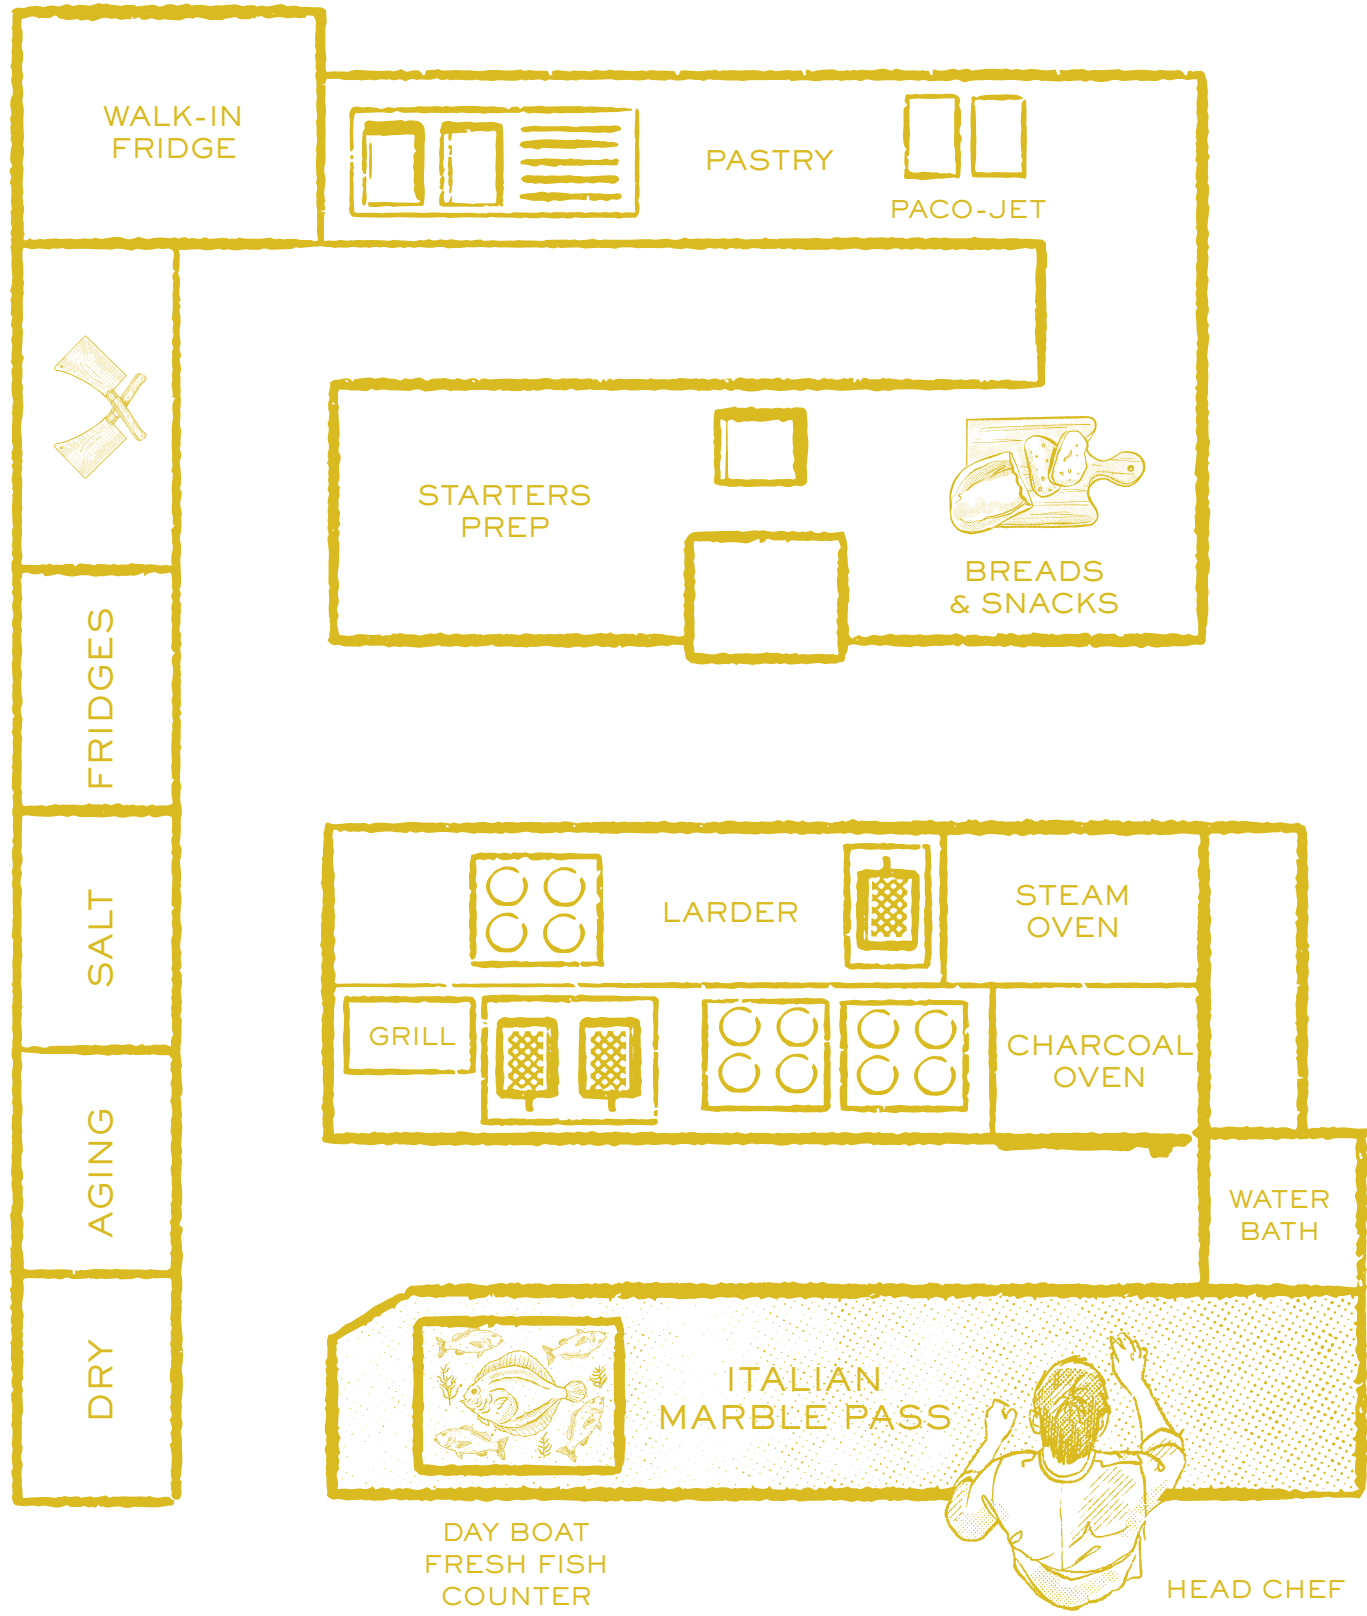 WALK-IN
FRIDGE
PASTRY
PACO-JET
STARTERS
PREP
BREADS
& SNACKS
FRIDGES
SALT
AGING
DRY
LARDER
STEAM
OVEN
GRILL
CHARCOAL
OVEN
WATER
BATH
ITALIAN
MARBLE PASS
DAY BOAT
FRESH FISH
COUNTER
HEAD CHEF